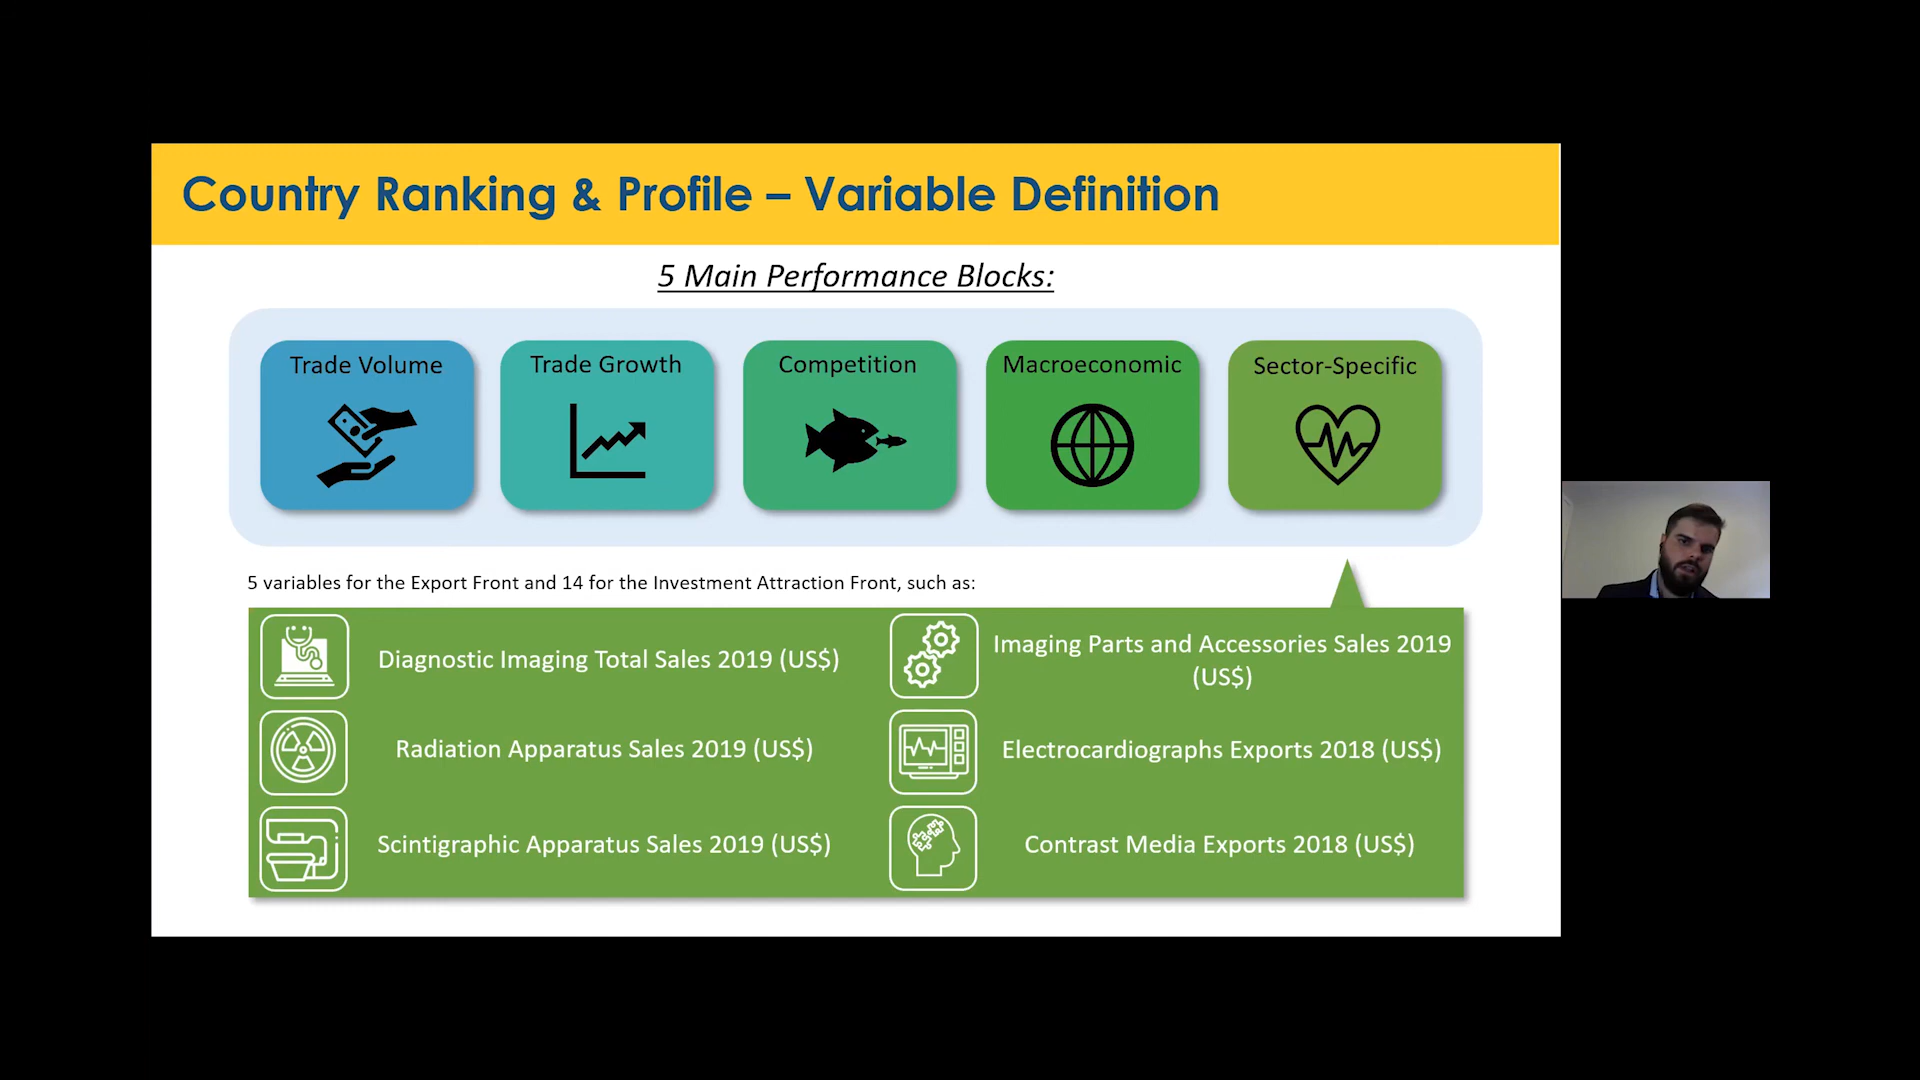 Country Ranking & Profile – Variable Definition
5 Main Performance Blocks:
Trade Volume
Trade Growth
Competition
Macroeconomic
Sector-Specific
5 variables for the Export Front and 14 for the Investment Attraction Front, such as:
Diagnostic Imaging Total Sales 2019 (US$)
Imaging Parts and Accessories Sales 2019
(US$)
Radiation Apparatus Sales 2019 (US$)
Electrocardiographs Exports 2018 (US$)
Scintigraphic Apparatus Sales 2019 (US$)
Contrast Media Exports 2018 (US$)